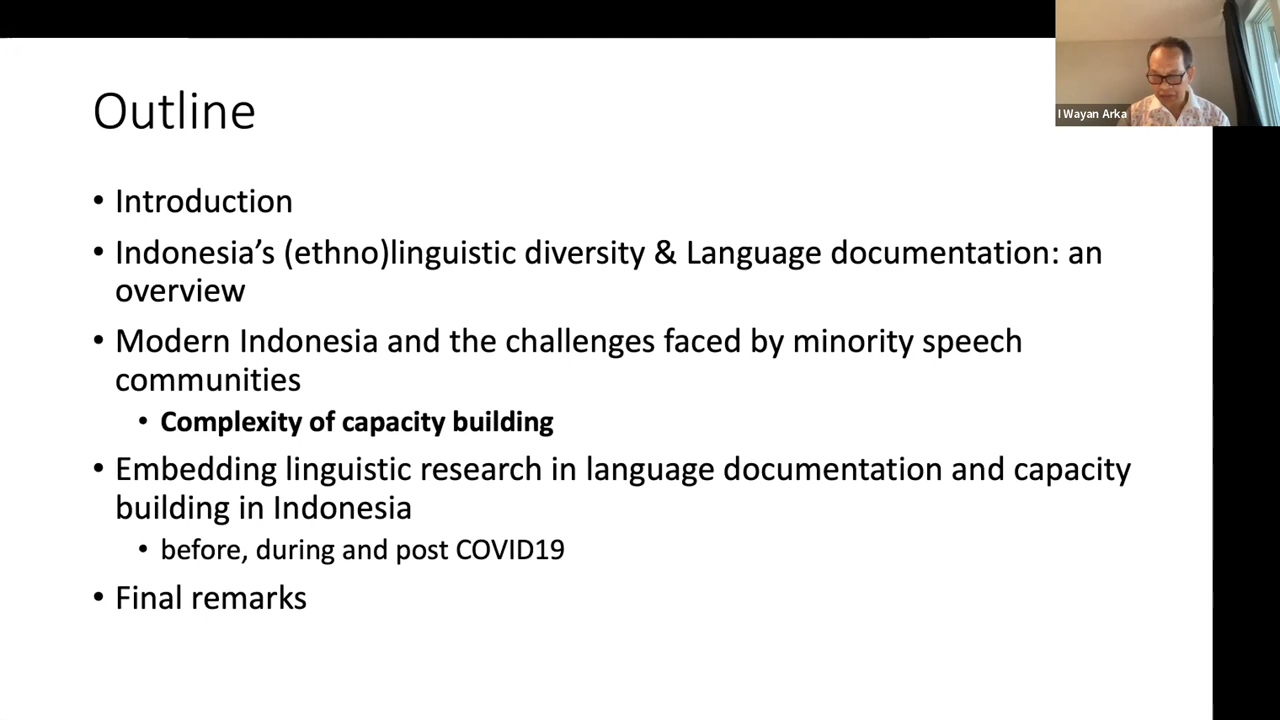 Outline
I Wayan Arka
• Introduction
• Indonesia’s (ethno)linguistic diversity & Language documentation: an
overview
• Modern Indonesia and the challenges faced by minority speech
communities
• Complexity of capacity building
• Embedding linguistic research in language documentation and capacity
building in Indonesia
• before, during and post COVID19
• Final remarks